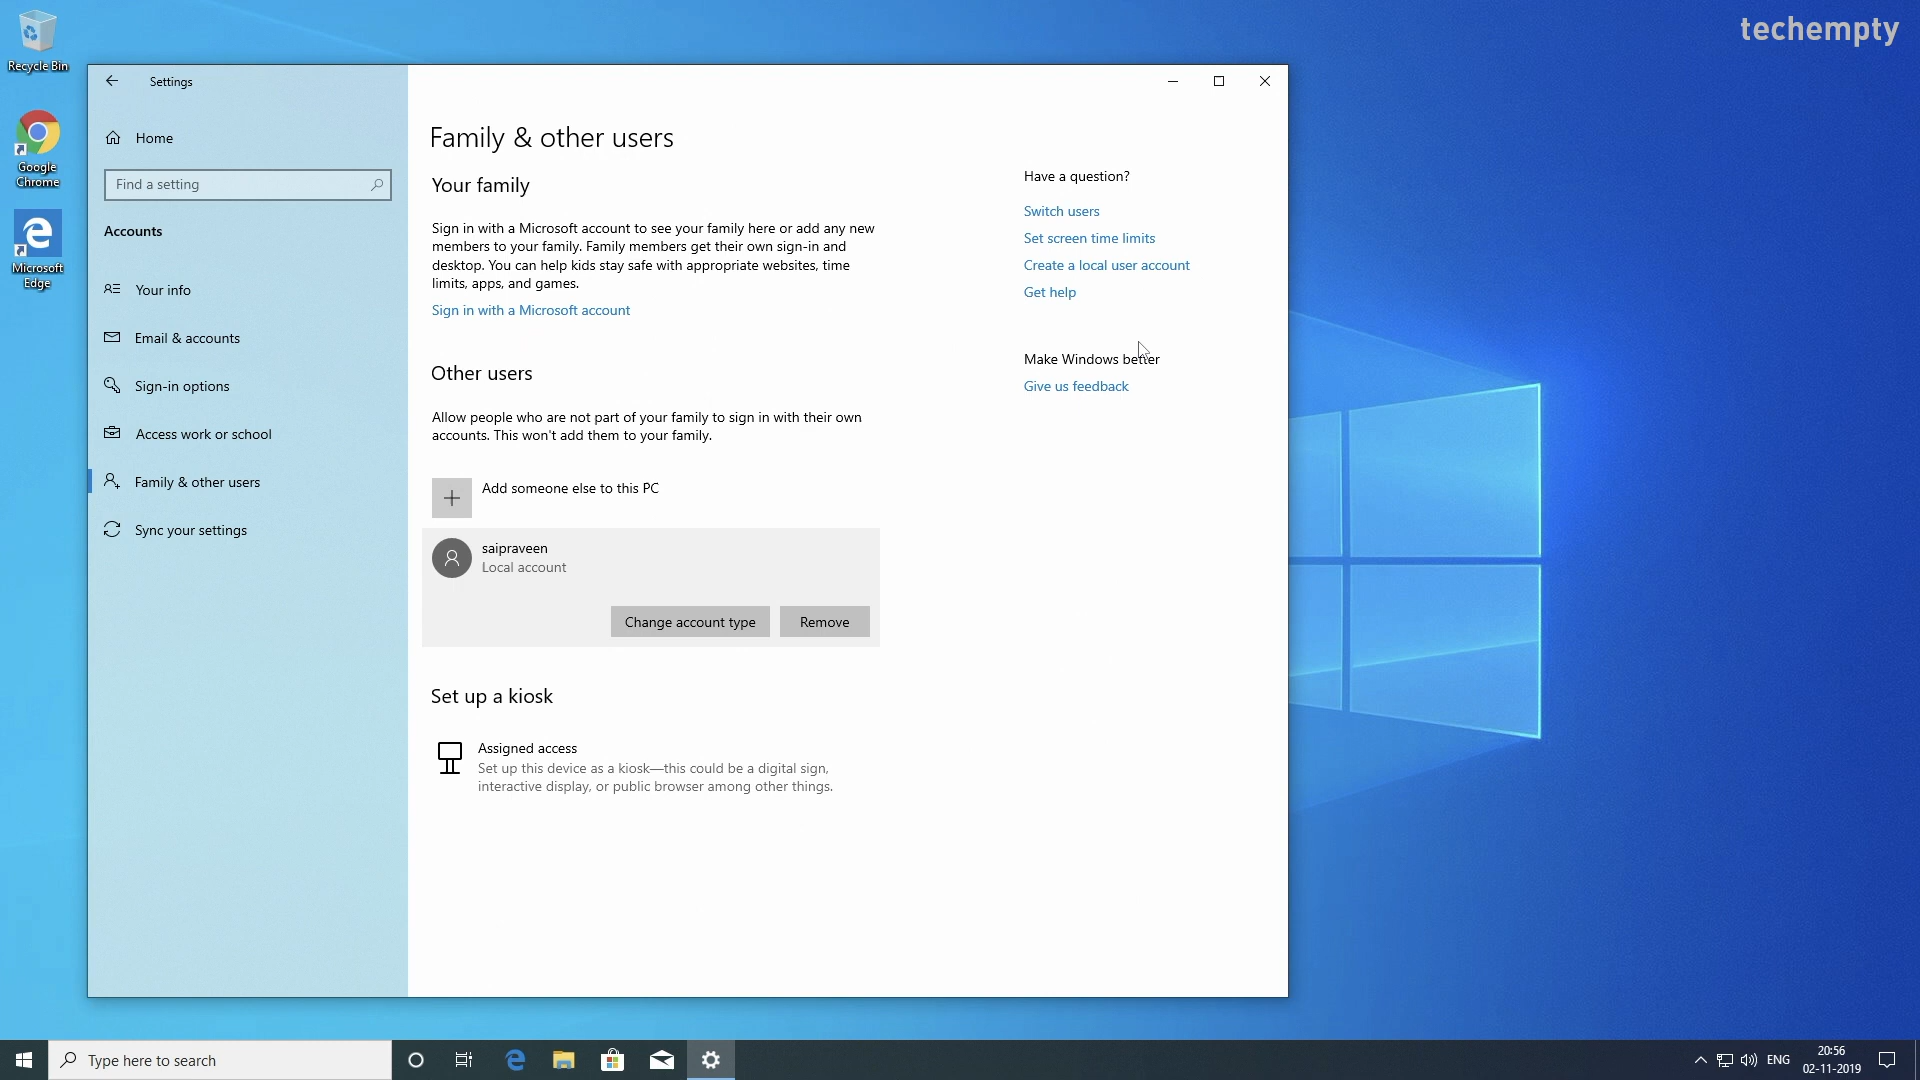 techempty
Recycle Bin
Google
Chrome
Microsoft
Edge
Settings
Home
Find a setting
Accounts
Your info
Email & accounts
Sign-in options
Access work or school
Family & other users
Sync your settings
Family & other users
Your family
Sign in with a Microsoft account to see your family here or add any new
members to your family. Family members get their own sign-in and
desktop. You can help kids stay safe with appropriate websites, time
limits, apps, and games.
Sign in with a Microsoft account
Other users
Allow people who are not part of your family to sign in with their own
accounts. This won't add them to your family.
Add someone else to this PC
saipraveen
Local account
Change account type
Remove
Set up a kiosk
Assigned access
Set up this device as a kiosk—this could be a digital sign,
interactive display, or public browser among other things.
Have a question?
Switch users
Set screen time limits
Create a local user account
Get help
Make Windows better
Give us feedback
Type here to search
ENG
20:56
02-11-2019